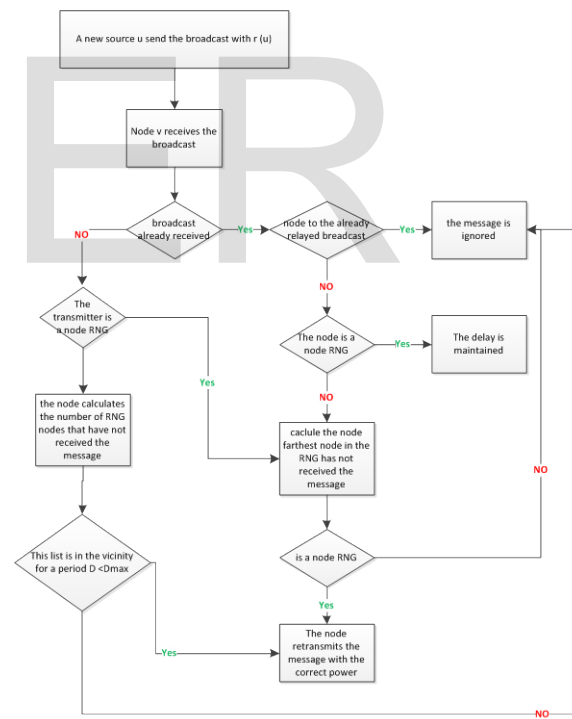 A new source u send the broadcast with r (u)
Node v receives the
broadcast
broadcast
already received
Yes
node to the already
relayed breadcast
Yes
the message is
ignored
NO
NO
The
transmitter is
a node RNG
The node is a
node RNG
Yes
The delay is
maintained
Yes
NO
the node calculates
the number of RNG
nodes that have not
received the
message
caclule the node
farthest node in the
RNG has not
received the
message
NO
This list is in the vicinity
for a period D <Dmax
is a node RNG
Yes
Yes
The node
retransmits the
message with the
correct power
NO
ER